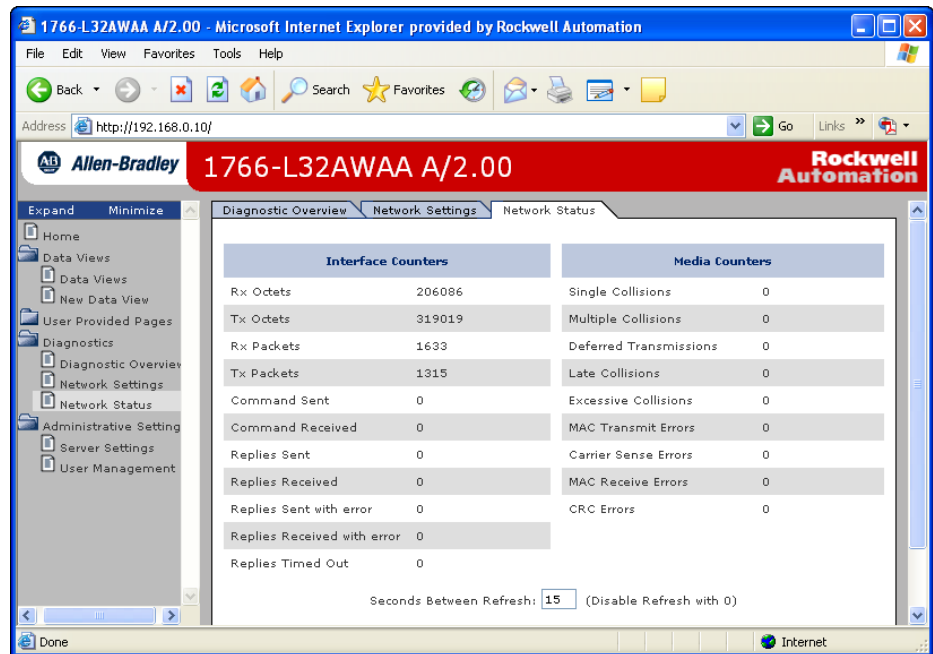 1766-L32AWAA A/2.00 - Microsoft Internet Explorer provided by Rockwell Automation
File Edit View Favorites Tools Help
Back Search Favorites
Address http://192.168.0.10/ Go Links »
AB Allen-Bradley 1766-L32AWAA A/2.00 Rockwell
Automation
Expand Minimize
Home
Data Views
Data Views
New Data View
User Provided Pages
Diagnostics
Diagnostic Overview
Network Settings
Network Status
Administrative Setting
Server Settings
User Management
Diagnostic Overview Network Settings Network Status
Interface Counters
Rx Octets 206086
Tx Octets 319019
Rx Packets 1633
Tx Packets 1315
Command Sent 0
Command Received 0
Replies Sent 0
Replies Received 0
Replies Sent with error 0
Replies Received with error 0
Replies Timed Out 0
Media Counters
Single Collisions 0
Multiple Collisions 0
Deferred Transmissions 0
Late Collisions 0
Excessive Collisions 0
MAC Transmit Errors 0
Carrier Sense Errors 0
MAC Receive Errors 0
CRC Errors 0
Seconds Between Refresh: 15 (Disable Refresh with 0)
Done Internet